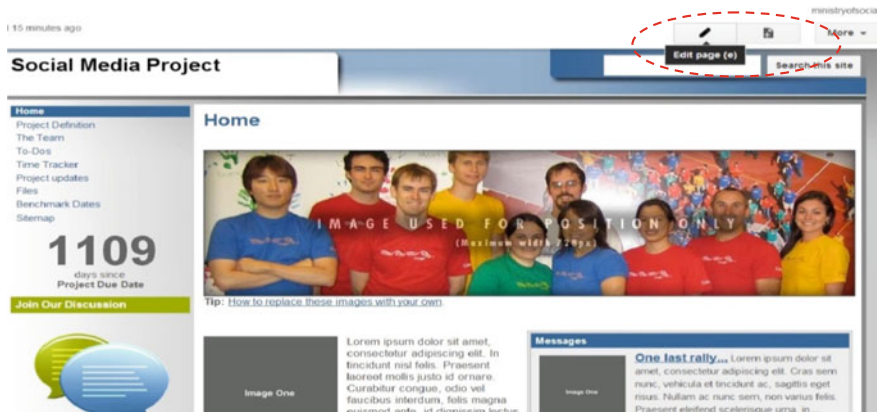 ministryofsocia
15 minutes ago
More
Edit page (e)
Social Media Project
Search this site
Home
Project Definition
The Team
To-Dos
Time Tracker
Project updates
Files
Benchmark Dates
Sitemap
1109
days since
Project Due Date
Join Our Discussion
Home
IMAGE USED FOR POSITION ONLY
(Maximum width 728px)
Tip: How to replace these images with your own.
Image One
Lorem ipsum dolor sit amet,
consectetur adipiscing elit. In
tincidunt nisl felis. Praesent
laoreet mollis justo id ornare.
Curabitur congue, odio vel
faucibus interdum, felis magna
euismod ante, id dignissim lectus
Messages
Image One
One last rally... Lorem ipsum dolor sit
amet, consectetur adipiscing elit. Cras sem
nunc, vehicula et tincidunt ac, sagittis eget
risus. Nullam ac nunc sem, non varius felis.
Praesent eleifend scelerisque urna, in